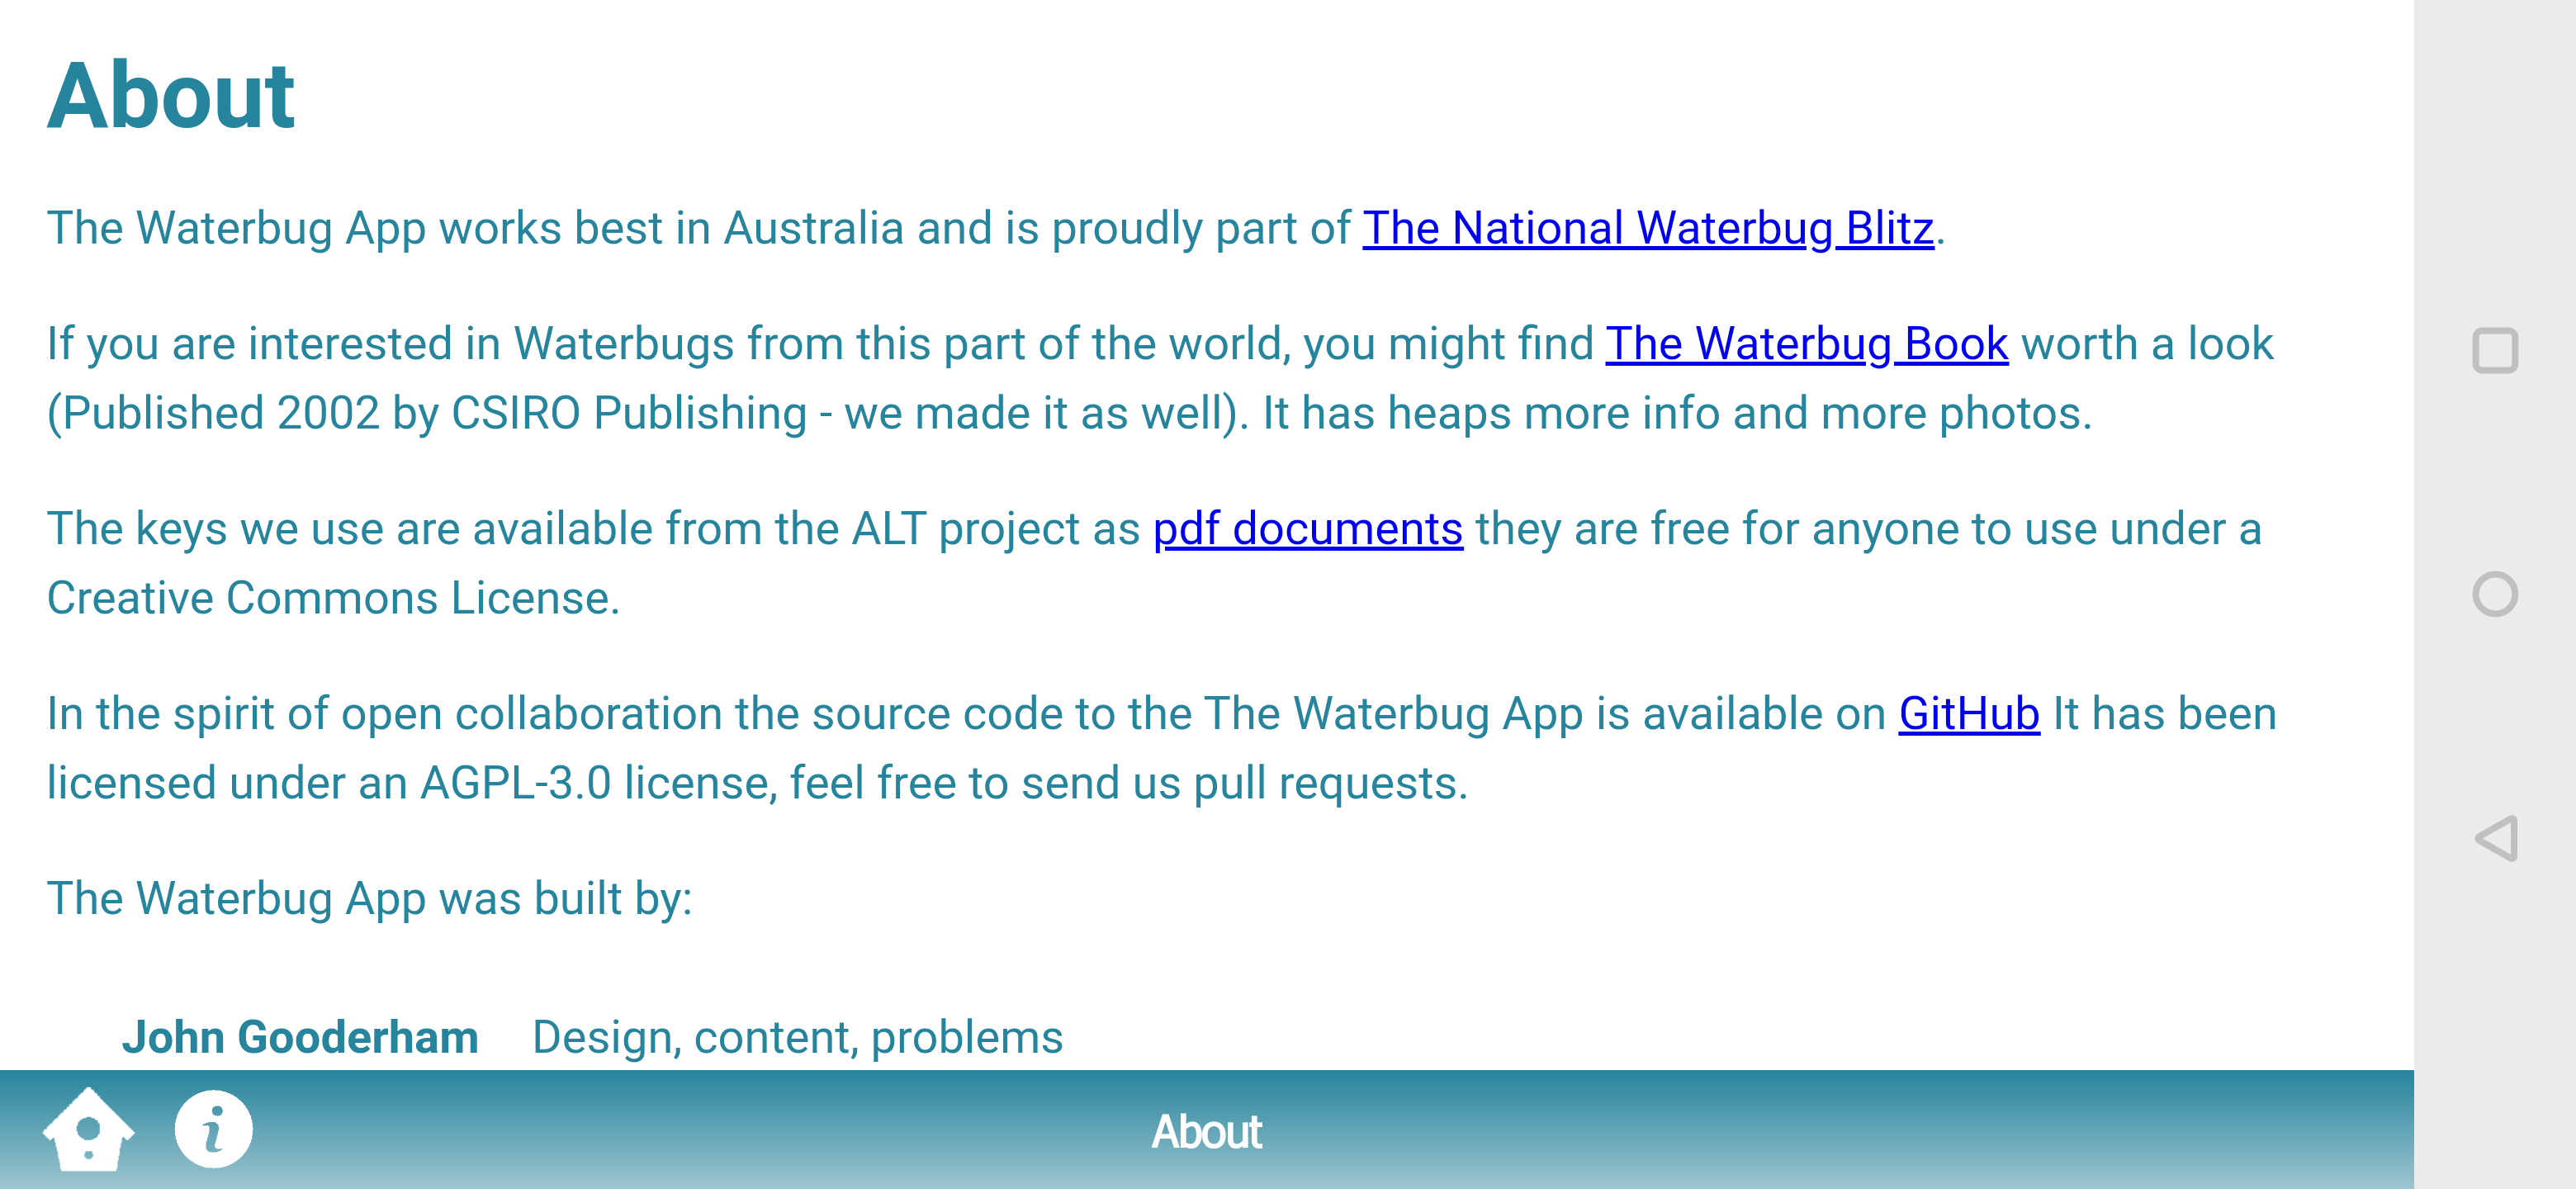 About
The Waterbug App works best in Australia and is proudly part of The National Waterbug Blitz.
If you are interested in Waterbugs from this part of the world, you might find The Waterbug Book worth a look
(Published 2002 by CSIRO Publishing - we made it as well). It has heaps more info and more photos.
The keys we use are available from the ALT project as pdf documents they are free for anyone to use under a
Creative Commons License.
In the spirit of open collaboration the source code to the The Waterbug App is available on GitHub It has been
licensed under an AGPL-3.0 license, feel free to send us pull requests.
The Waterbug App was built by:
John Gooderham Design, content, problems
About